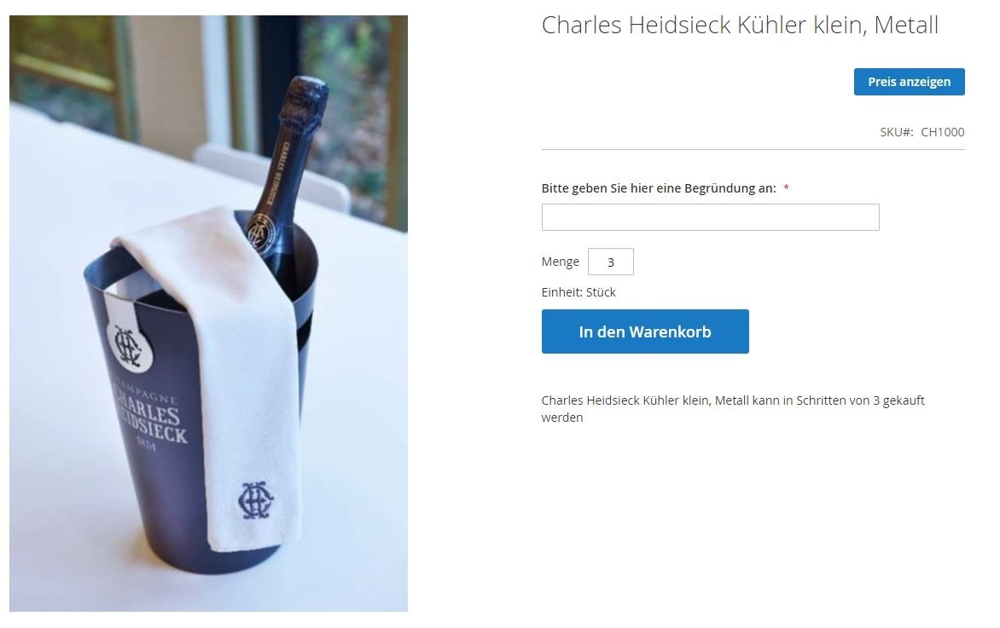 Charles Heidsieck Kühler klein, Metall
Preis anzeigen
SKU#: CH1000
Bitte geben Sie hier eine Begründung an: *
Menge 3
Einheit: Stück
In den Warenkorb
Charles Heidsieck Kühler klein, Metall kann in Schritten von 3 gekauft
werden
CHARLES HEIDSIECK
CHAMPAGNE
CHARLES
HEIDSIECK
1851